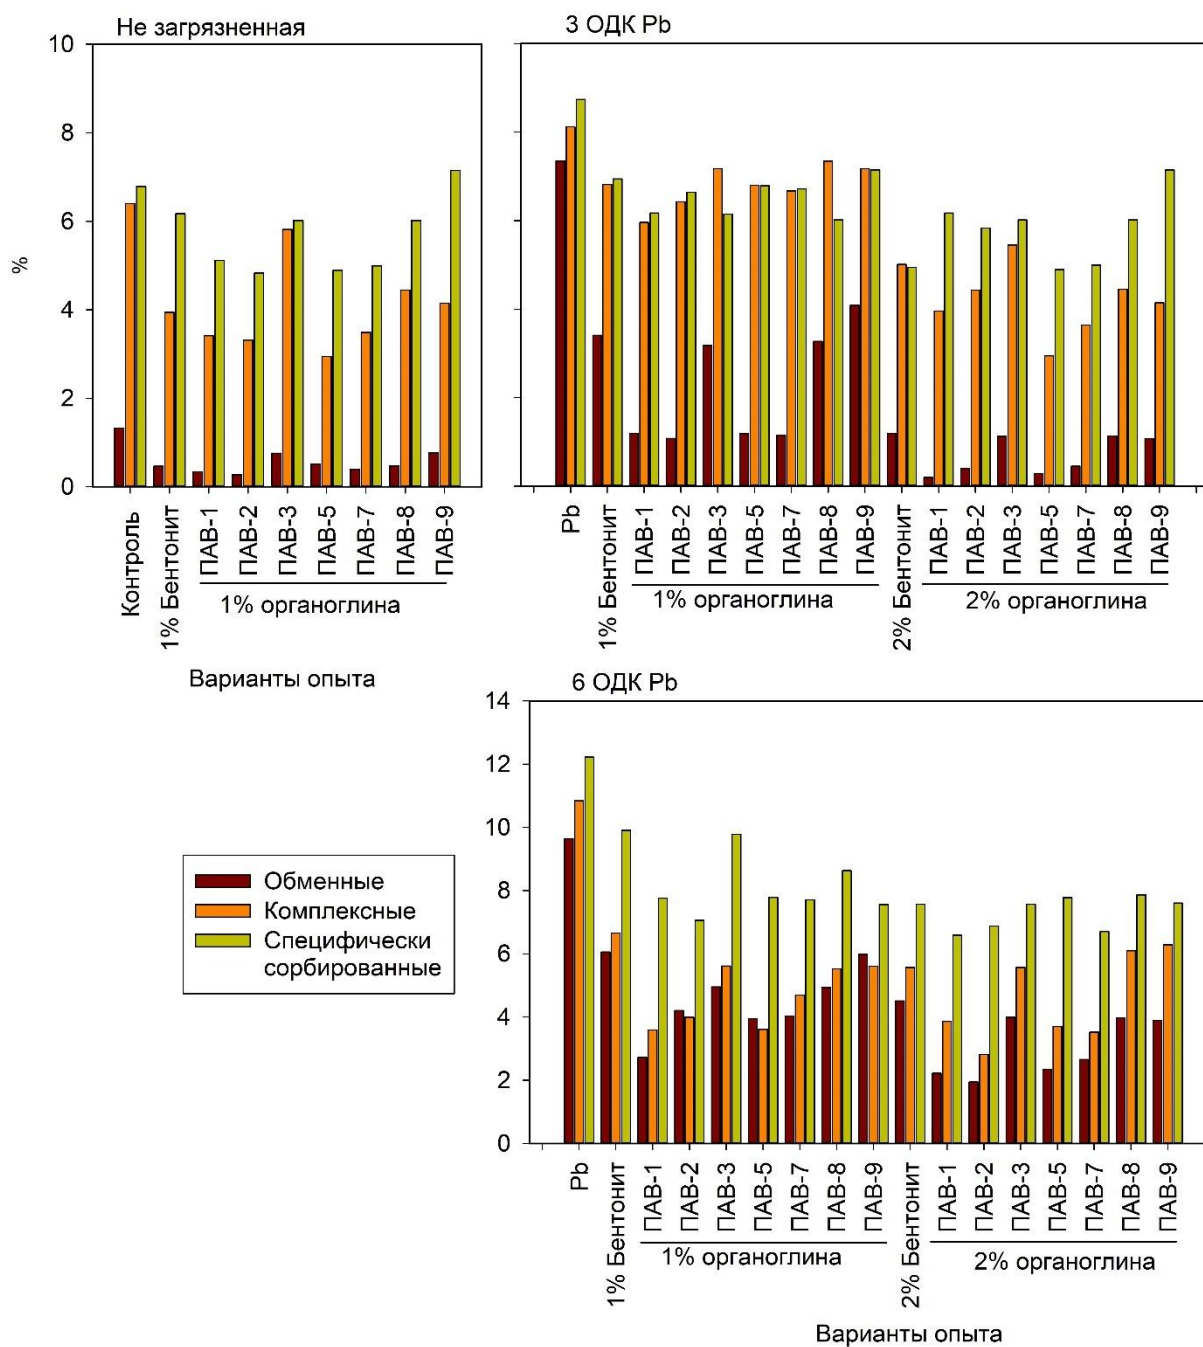 Не загрязненная
3 ОДК Pb
10
8
6
4
2
0
%
Контроль
1% Бентонит
ПАВ-1
ПАВ-2
ПАВ-3
ПАВ-5
ПАВ-7
ПАВ-8
ПАВ-9
1% органоглина
Варианты опыта
Pb
1% Бентонит
ПАВ-1
ПАВ-2
ПАВ-3
ПАВ-5
ПАВ-7
ПАВ-8
ПАВ-9
1% органоглина
2% Бентонит
ПАВ-1
ПАВ-2
ПАВ-3
ПАВ-5
ПАВ-7
ПАВ-8
ПАВ-9
2% органоглина
6 ОДК Pb
14
12
10
8
6
4
2
0
Обменные
Комплексные
Специфически
сорбированные
Pb
1% Бентонит
ПАВ-1
ПАВ-2
ПАВ-3
ПАВ-5
ПАВ-7
ПАВ-8
ПАВ-9
1% органоглина
2% Бентонит
ПАВ-1
ПАВ-2
ПАВ-3
ПАВ-5
ПАВ-7
ПАВ-8
ПАВ-9
2% органоглина
Варианты опыта